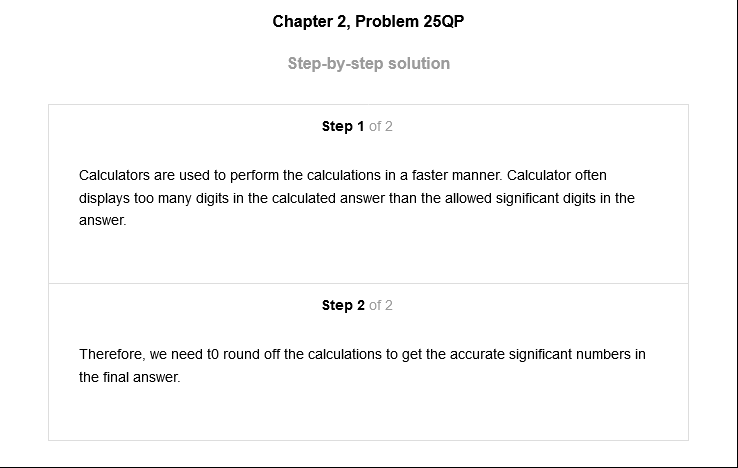 Chapter 2, Problem 25QP
Step-by-step solution
Step 1 of 2
Calculators are used to perform the calculations in a faster manner. Calculator often
displays too many digits in the calculated answer than the allowed significant digits in the
answer.
Step 2 of 2
Therefore, we need t0 round off the calculations to get the accurate significant numbers in
the final answer.